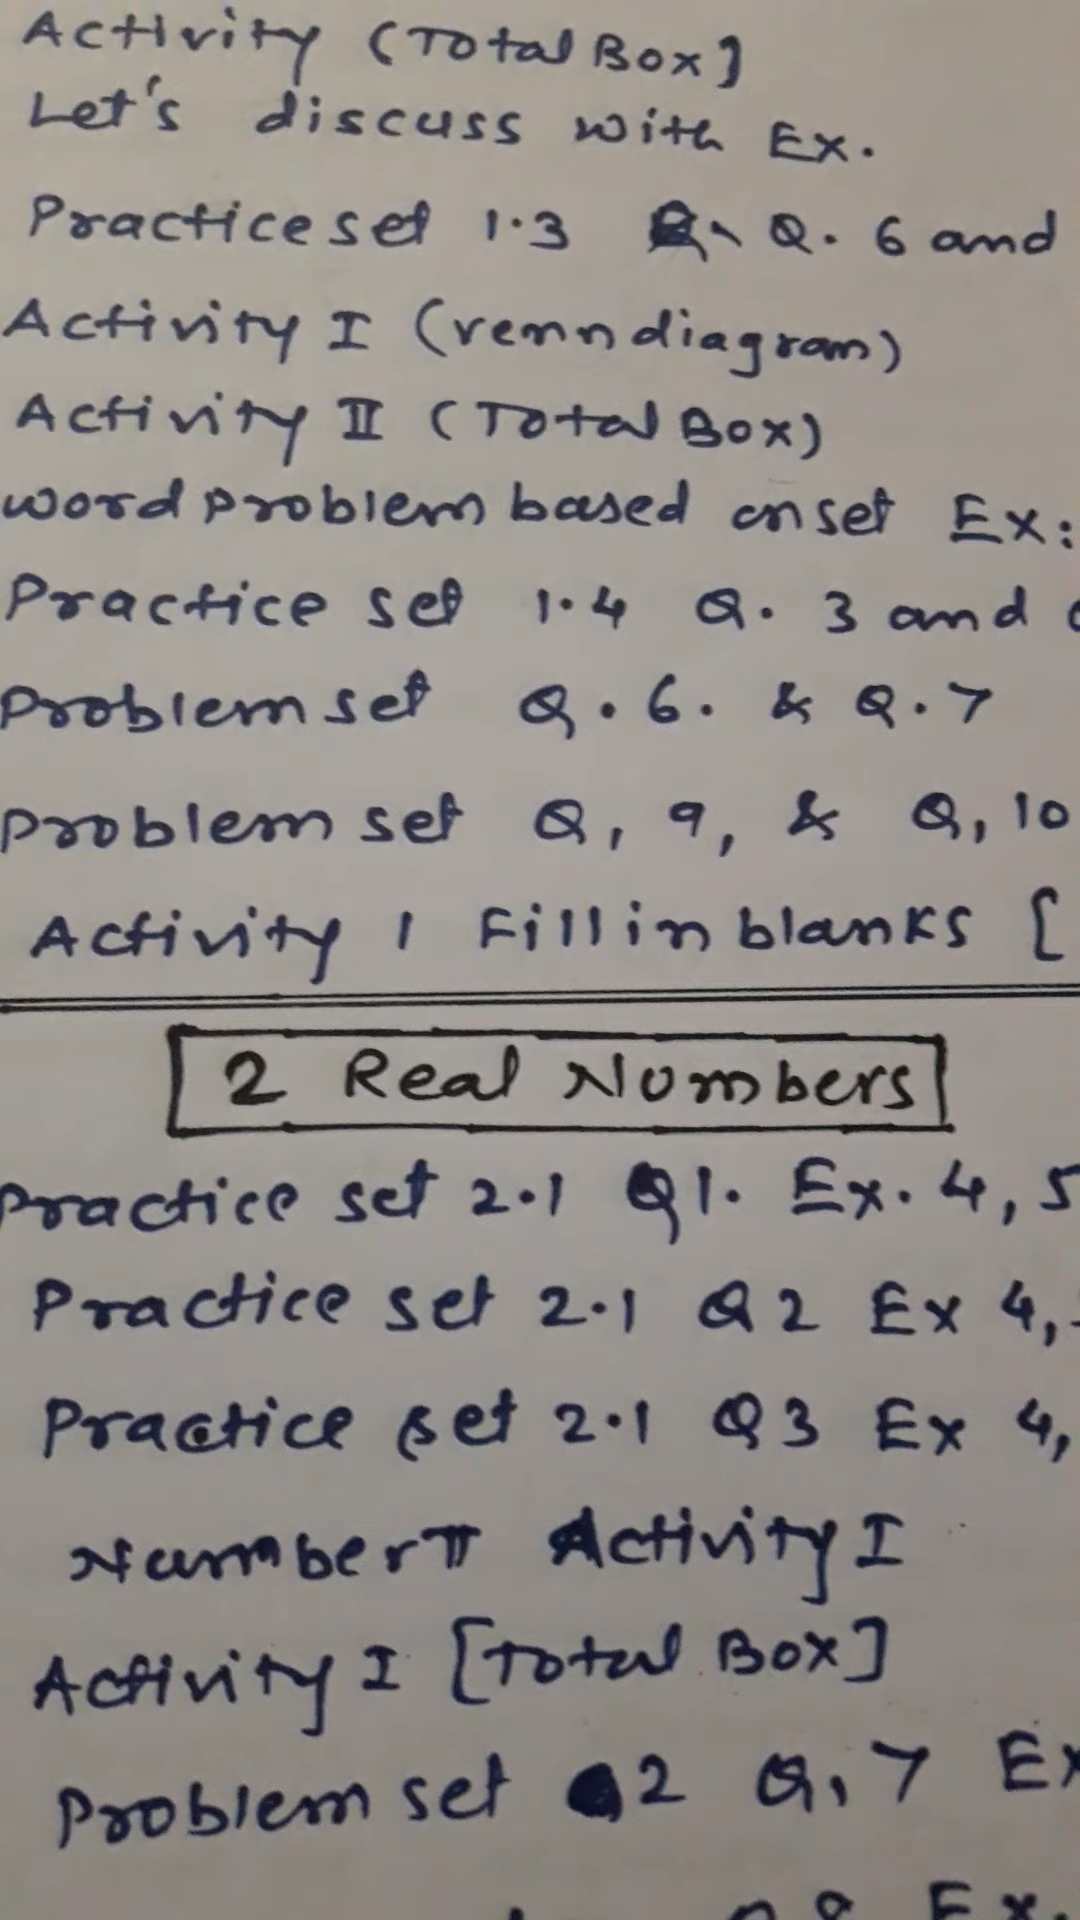 Activity (Total Box]
Let's discuss with Ex.
Practice set 1.3 Q. 6 and
Activity I (venn diagram)
Activity II (Total Box)
word problem based on set Ex:
Practice set 1.4 Q. 3 and
Problem set Q. 6. & Q. 7
problem set Q, 9, & Q, 10
Activity 1 Fill in blanks [
2 Real Numbers
Practice set 2.1 Q1. Ex. 4, 5
Practice set 2.1 Q2 Ex 4,
Practice set 2.1 Q3 Ex 4,
Number π Activity I
Activity I [Total Box]
Problem set 2 Q, 7 Ex
Ex.